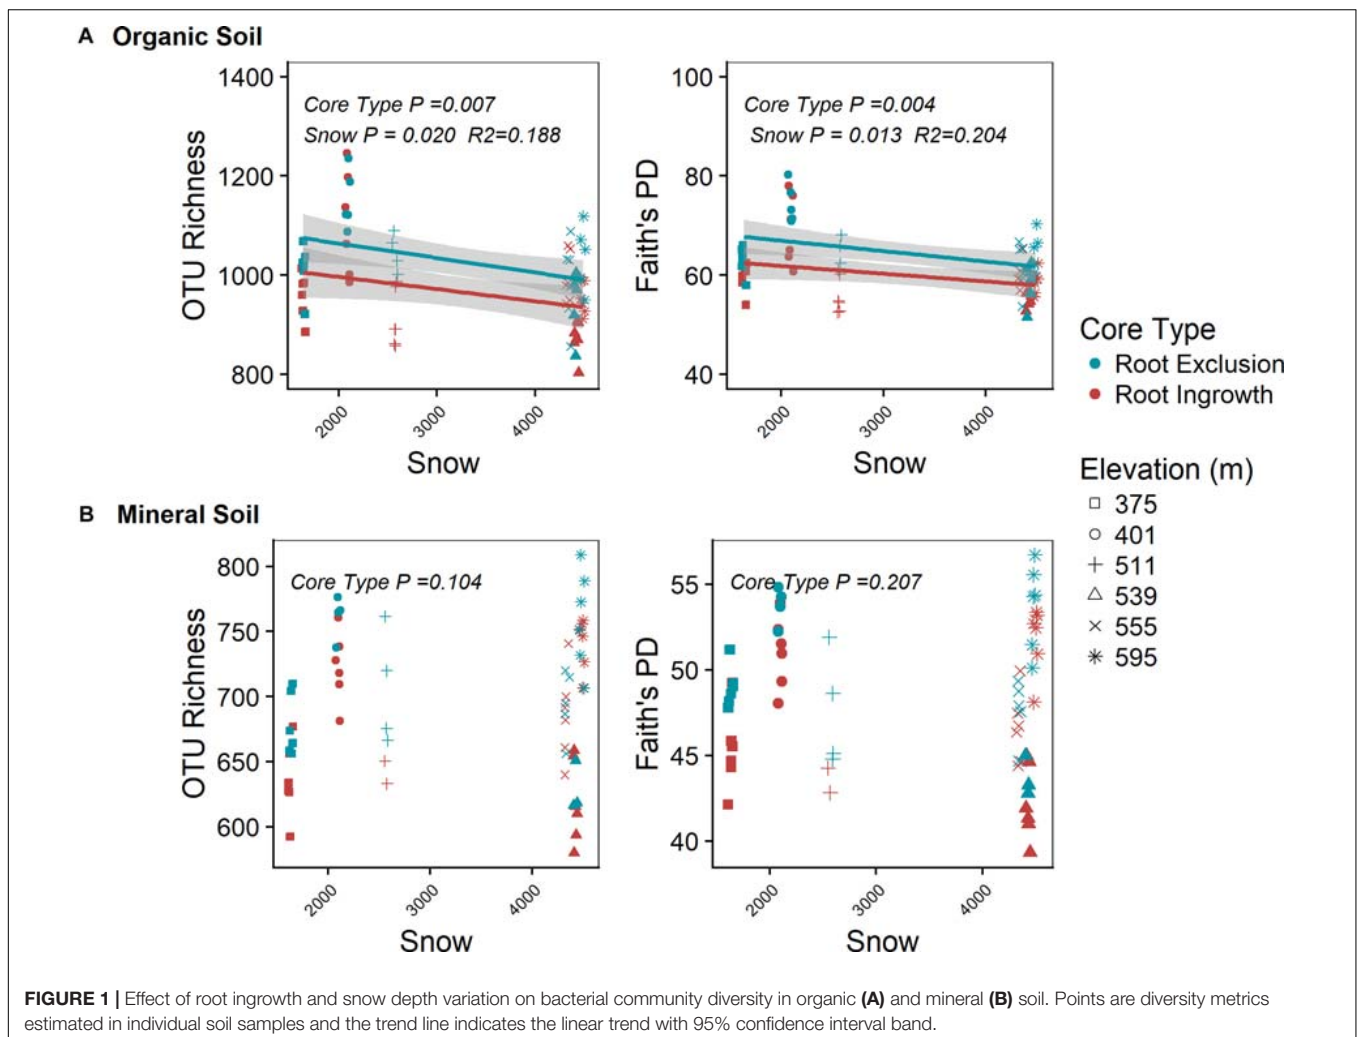 A Organic Soil
OTU Richness
1400
1200
1000
800
Core Type P =0.007
Snow P = 0.020 R2=0.188
2000
3000
4000
Snow
Faith's PD
100
80
60
40
Core Type P =0.004
Snow P = 0.013 R2=0.204
2000
3000
4000
Snow
Core Type
Root Exclusion
Root Ingrowth
Elevation (m)
375
401
511
539
555
595
B Mineral Soil
OTU Richness
800
750
700
650
600
Core Type P =0.104
2000
3000
4000
Snow
Faith's PD
55
50
45
40
Core Type P =0.207
2000
3000
4000
Snow
FIGURE 1 | Effect of root ingrowth and snow depth variation on bacterial community diversity in organic (A) and mineral (B) soil. Points are diversity metrics
estimated in individual soil samples and the trend line indicates the linear trend with 95% confidence interval band.